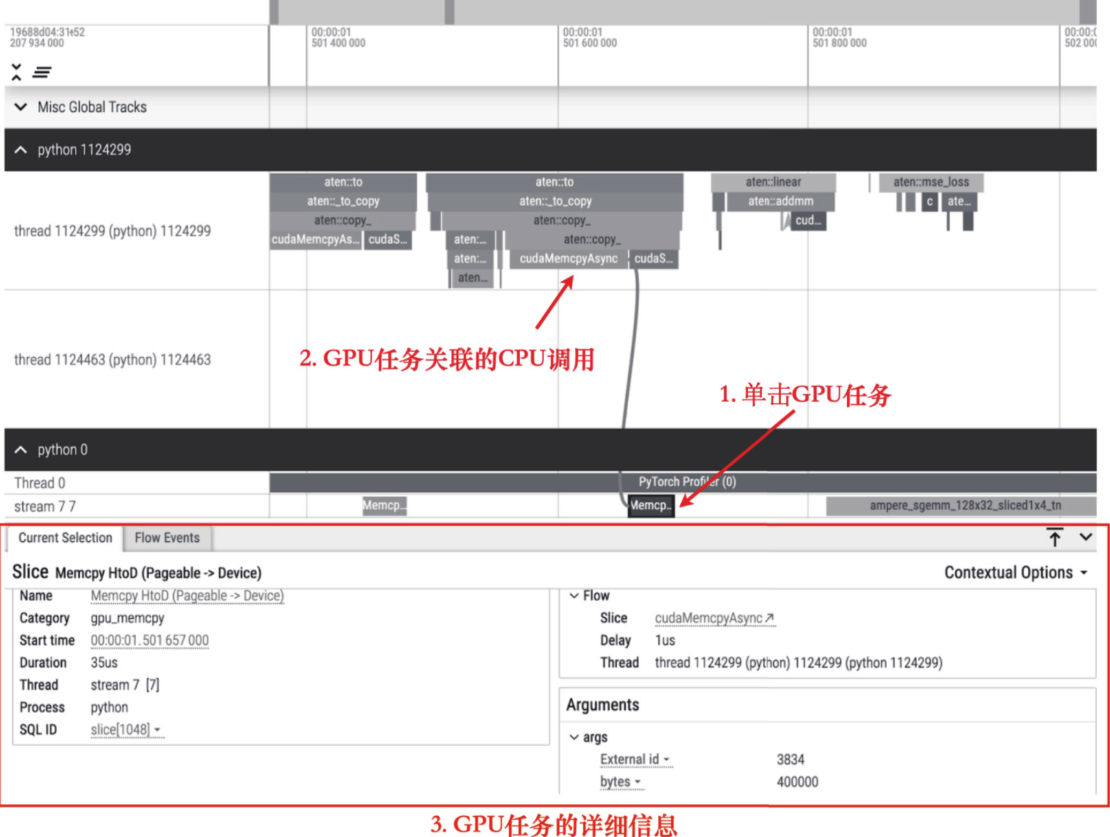 19688d04:31:52
207 934 000
00:00:01
501 400 000
00:00:01
501 600 000
00:00:01
501 800 000
00:00:0
502 000
Misc Global Tracks
python 1124299
aten::to aten::to aten::linear aten::mse_loss
aten::_to_copy aten::_to_copy aten::addmm c ate...
thread 1124299 (python) 1124299
aten::copy_ aten::copy_ cud...
cudaMemcpyAs... cudaS... aten:... aten::copy_
aten:... cudaMemcpyAsync cudaS...
aten...
2. GPU任务关联的CPU调用
thread 1124463 (python) 1124463
1. 单击GPU任务
python 0
Thread 0 PyTorch Profiler (0)
stream 7 7 Memcp... Memcp... ampere_sgemm_128x32_sliced1x4_tn
Current Selection Flow Events
Slice Memcpy HtoD (Pageable -> Device) Contextual Options
Name Memcpy HtoD (Pageable -> Device)
Category gpu_memcpy
Start time 00:00:01.501 657 000
Duration 35us
Thread stream 7 [7]
Process python
SQL ID slice[1048]
Flow
Slice cudaMemcpyAsync↗
Delay 1us
Thread thread 1124299 (python) 1124299 (python 1124299)
Arguments
args
External id 3834
bytes 400000
3. GPU任务的详细信息